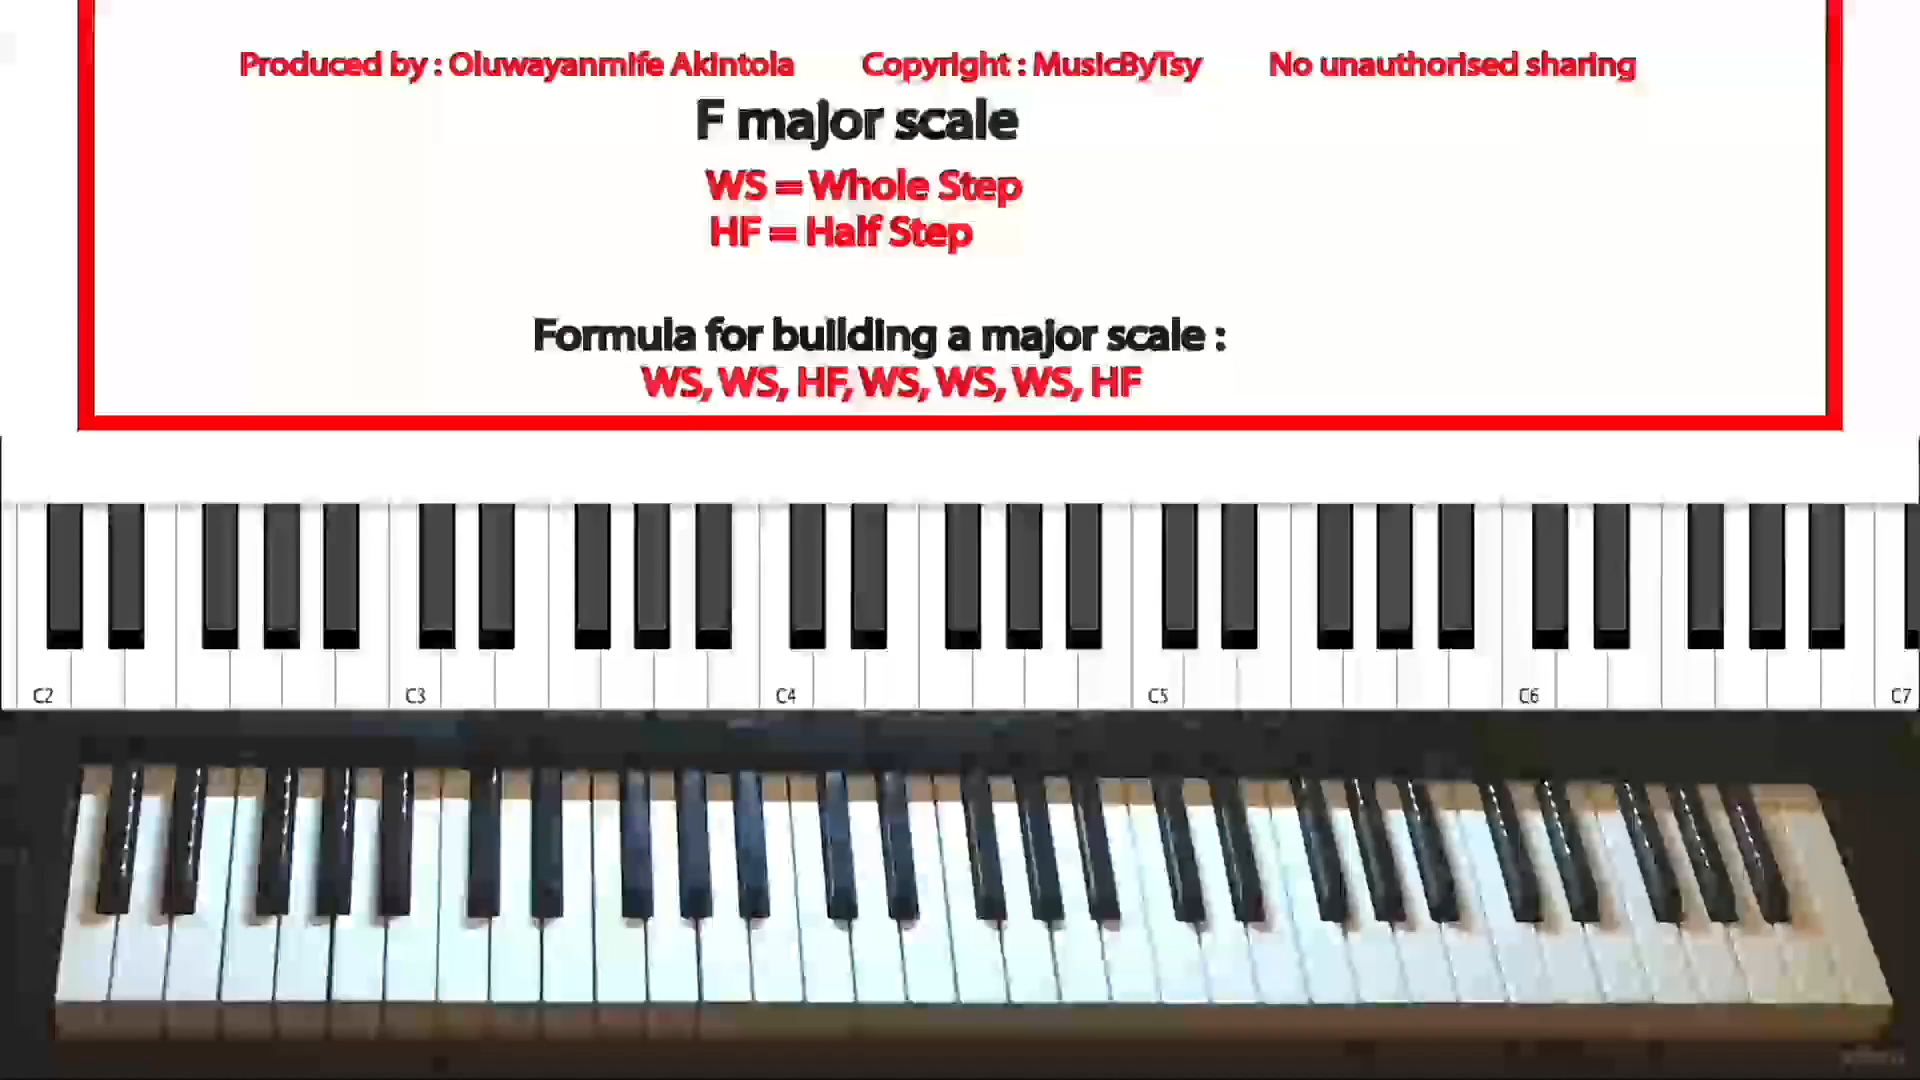 Produced by : Oluwayanmife Akintola Copyright : MusicByTsy No unauthorised sharing
F major scale
WS = Whole Step
HF = Half Step
Formula for building a major scale :
WS, WS, HF, WS, WS, WS, HF
C2 C3 C4 C5 C6 C7